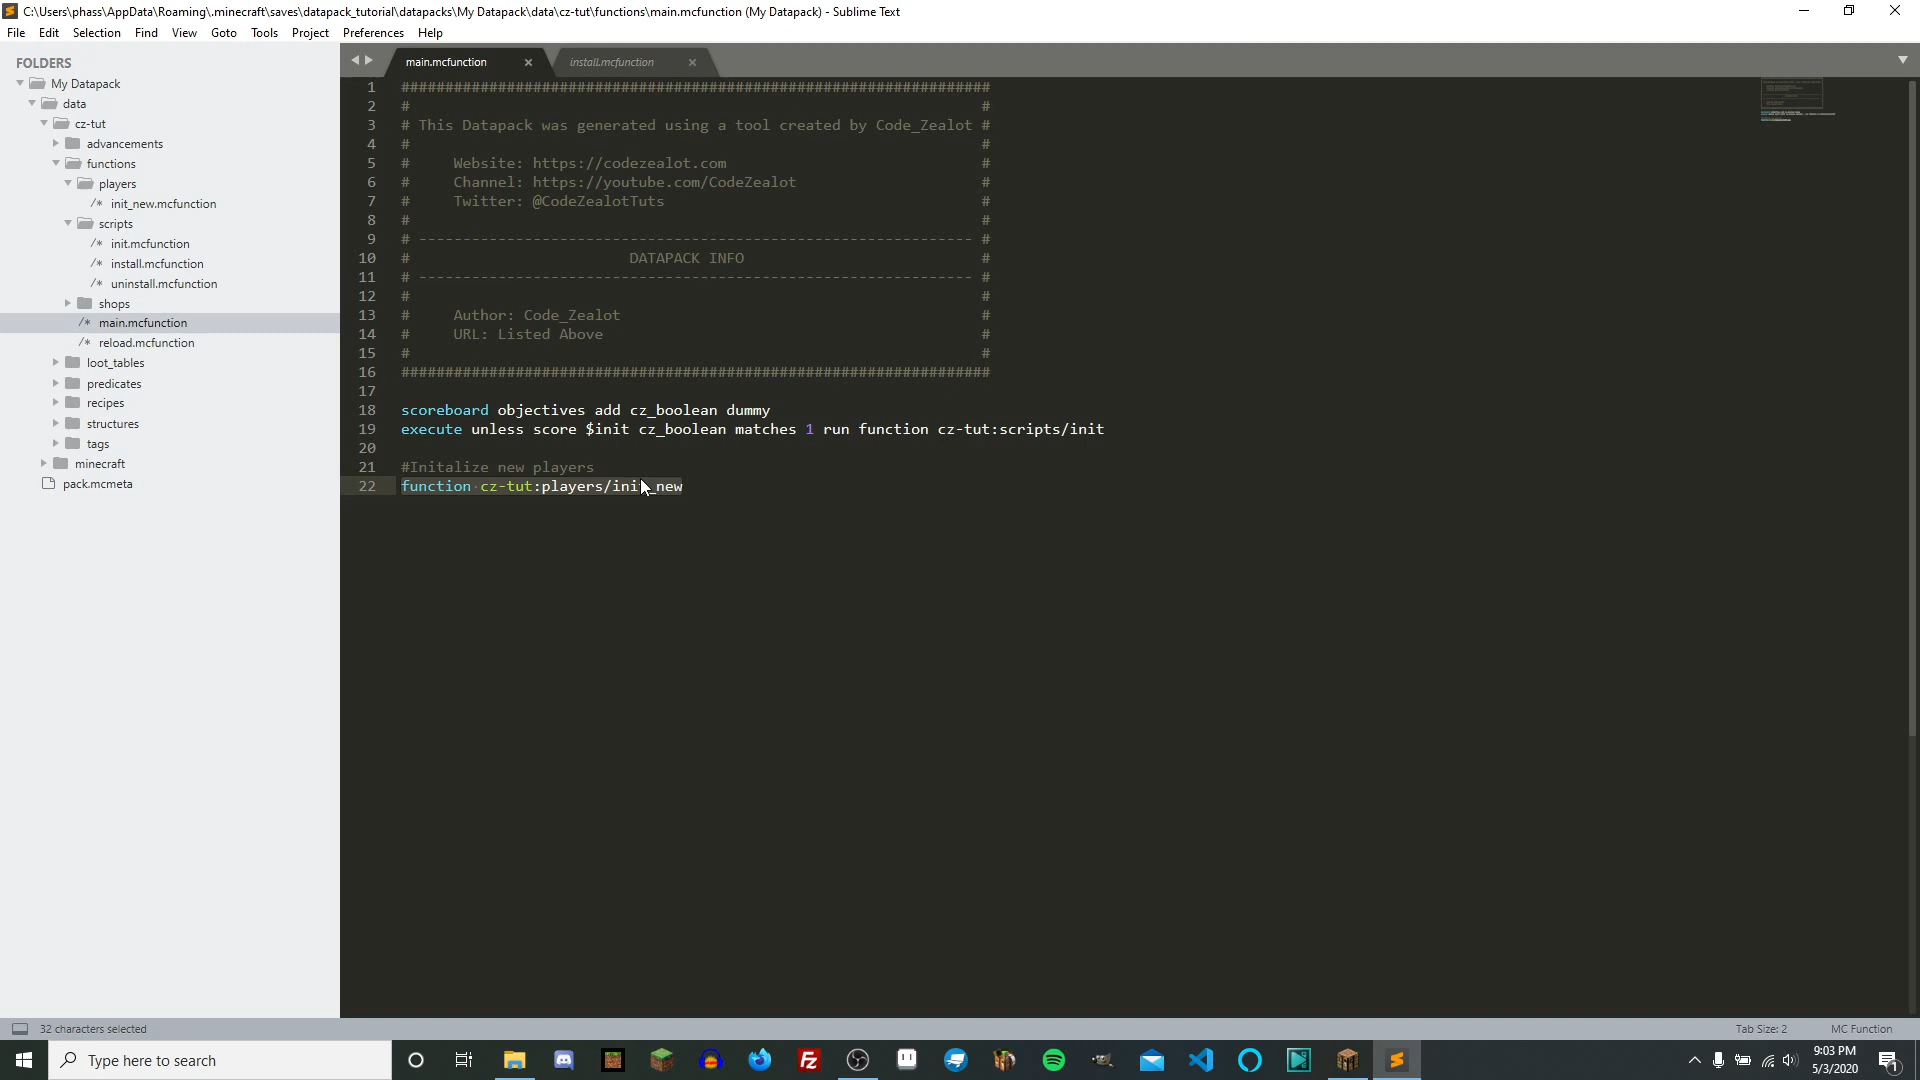 C:\Users\phass\AppData\Roaming\.minecraft\saves\datapack_tutorial\datapacks\My Datapack\data\cz-tut\functions\main.mcfunction (My Datapack) - Sublime Text
File Edit Selection Find View Goto Tools Project Preferences Help
FOLDERS
My Datapack
data
cz-tut
advancements
functions
players
/* init_new.mcfunction
scripts
/* init.mcfunction
/* install.mcfunction
/* uninstall.mcfunction
shops
/* main.mcfunction
/* reload.mcfunction
loot_tables
predicates
recipes
structures
tags
minecraft
pack.mcmeta
main.mcfunction install.mcfunction
1 ###################################################################
2 # #
3 # This Datapack was generated using a tool created by Code_Zealot #
4 # #
5 # Website: https://codezealot.com #
6 # Channel: https://youtube.com/CodeZealot #
7 # Twitter: @CodeZealotTuts #
8 # #
9 # --------------------------------------------------------------- #
10 # DATAPACK INFO #
11 # --------------------------------------------------------------- #
12 # #
13 # Author: Code_Zealot #
14 # URL: Listed Above #
15 # #
16 ###################################################################
17
18 scoreboard objectives add cz_boolean dummy
19 execute unless score $init cz_boolean matches 1 run function cz-tut:scripts/init
20
21 #Initalize new players
22 function cz-tut:players/init_new
32 characters selected Tab Size: 2 MC Function
Type here to search
9:03 PM
5/3/2020
1